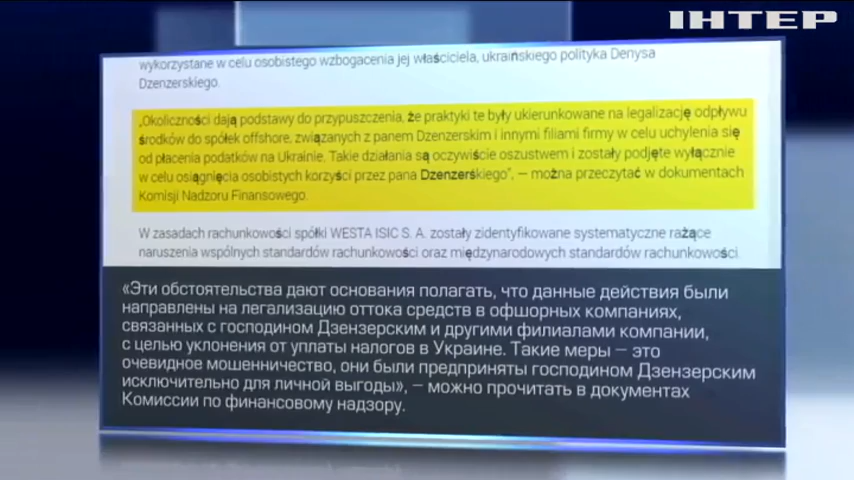 ІНТЕР
wykorzystane w celu osobistego wzbogacenia jej właściciela, ukraińskiego polityka Denysa
Dzenzerskiego.
„Okoliczności dają podstawy do przypuszczenia, że praktyki te były ukierunkowane na legalizację odpływu
środków do spółek offshore, związanych z panem Dzenzerskim i innymi filiami firmy w celu uchylenia się
od płacenia podatków na Ukrainie. Takie działania są oczywiście oszustwem i zostały podjęte wyłącznie
w celu osiągnięcia osobistych korzyści przez pana Dzenzerśkiego”, — można przeczytać w dokumentach
Komisji Nadzoru Finansowego.
W zasadach rachunkowości spółki WESTA ISIC S. A. zostały zidentyfikowane systematyczne rażące
naruszenia wspólnych standardów rachunkowości oraz międzynarodowych standardów rachunkowości
«Эти обстоятельства дают основания полагать, что данные действия были
направлены на легализацию оттока средств в офшорных компаниях,
связанных с господином Дзензерским и другими филиалами компании,
с целью уклонения от уплаты налогов в Украине. Такие меры — это
очевидное мошенничество, они были предприняты господином Дзензерским
исключительно для личной выгоды», — можно прочитать в документах
Комиссии по финансовому надзору.